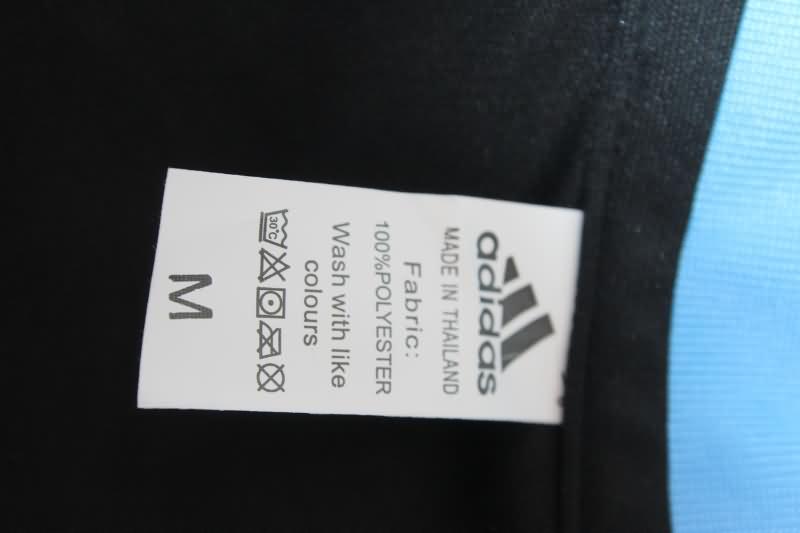 adidas
MADE IN THAILAND
Fabric:
100%POLYESTER
Wash with like
colours
30°C
M